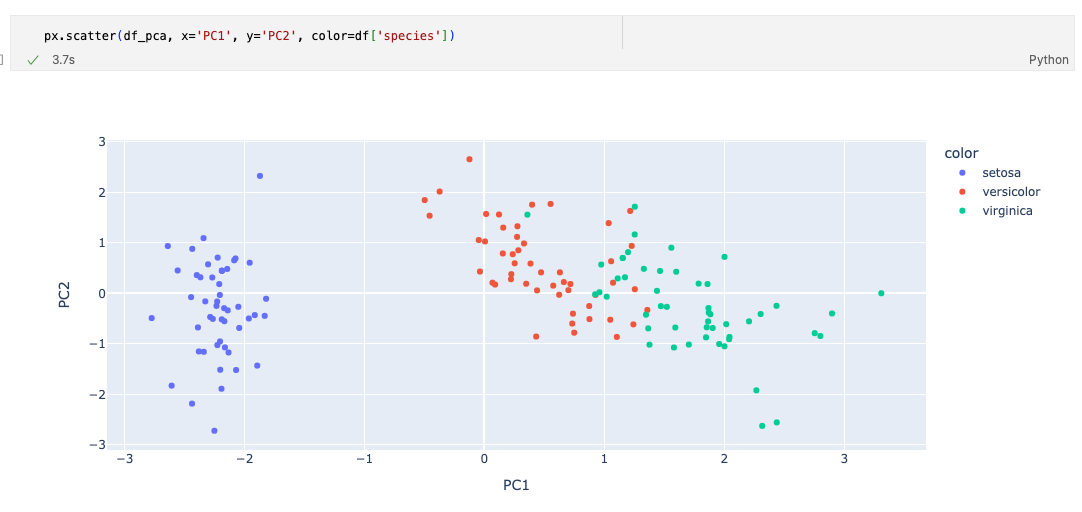 px.scatter(df_pca, x='PC1', y='PC2', color=df['species'])
]
3.7s
Python
3
2
1
0
−1
−2
−3
PC2
−3
−2
−1
0
1
2
3
PC1
color
setosa
versicolor
virginica